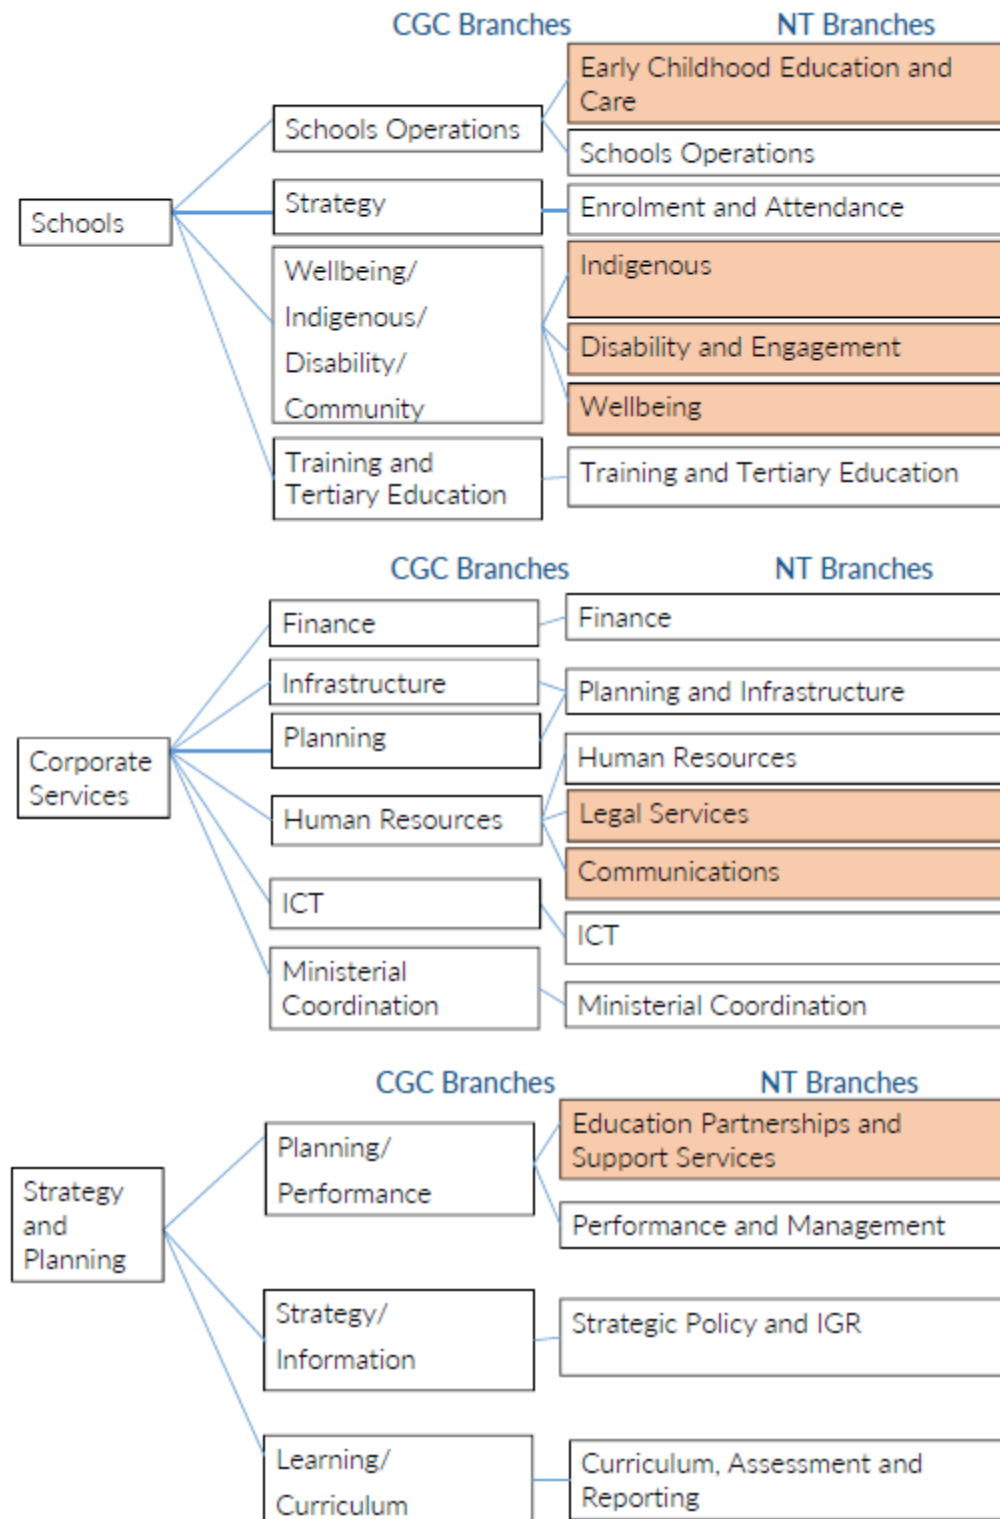 CGC Branches
NT Branches
Schools
Schools Operations
Early Childhood Education and
Care
Schools Operations
Strategy
Enrolment and Attendance
Wellbeing/
Indigenous/
Disability/
Community
Indigenous
Disability and Engagement
Wellbeing
Training and
Tertiary Education
Training and Tertiary Education
CGC Branches
NT Branches
Corporate
Services
Finance
Finance
Infrastructure
Planning
Planning and Infrastructure
Human Resources
Human Resources
Legal Services
Communications
ICT
ICT
Ministerial
Coordination
Ministerial Coordination
CGC Branches
NT Branches
Strategy
and
Planning
Planning/
Performance
Education Partnerships and
Support Services
Performance and Management
Strategy/
Information
Strategic Policy and IGR
Learning/
Curriculum
Curriculum, Assessment and
Reporting